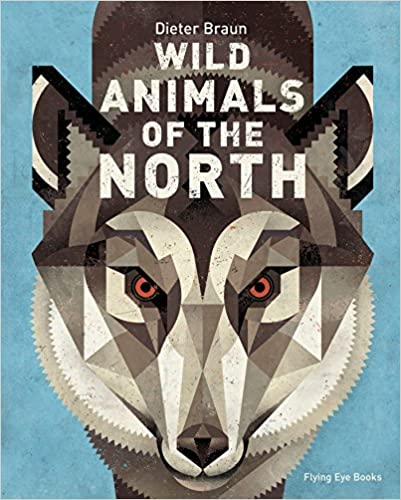 Dieter Braun
WILD
ANIMALS
OF THE
NORTH
Flying Eye Books